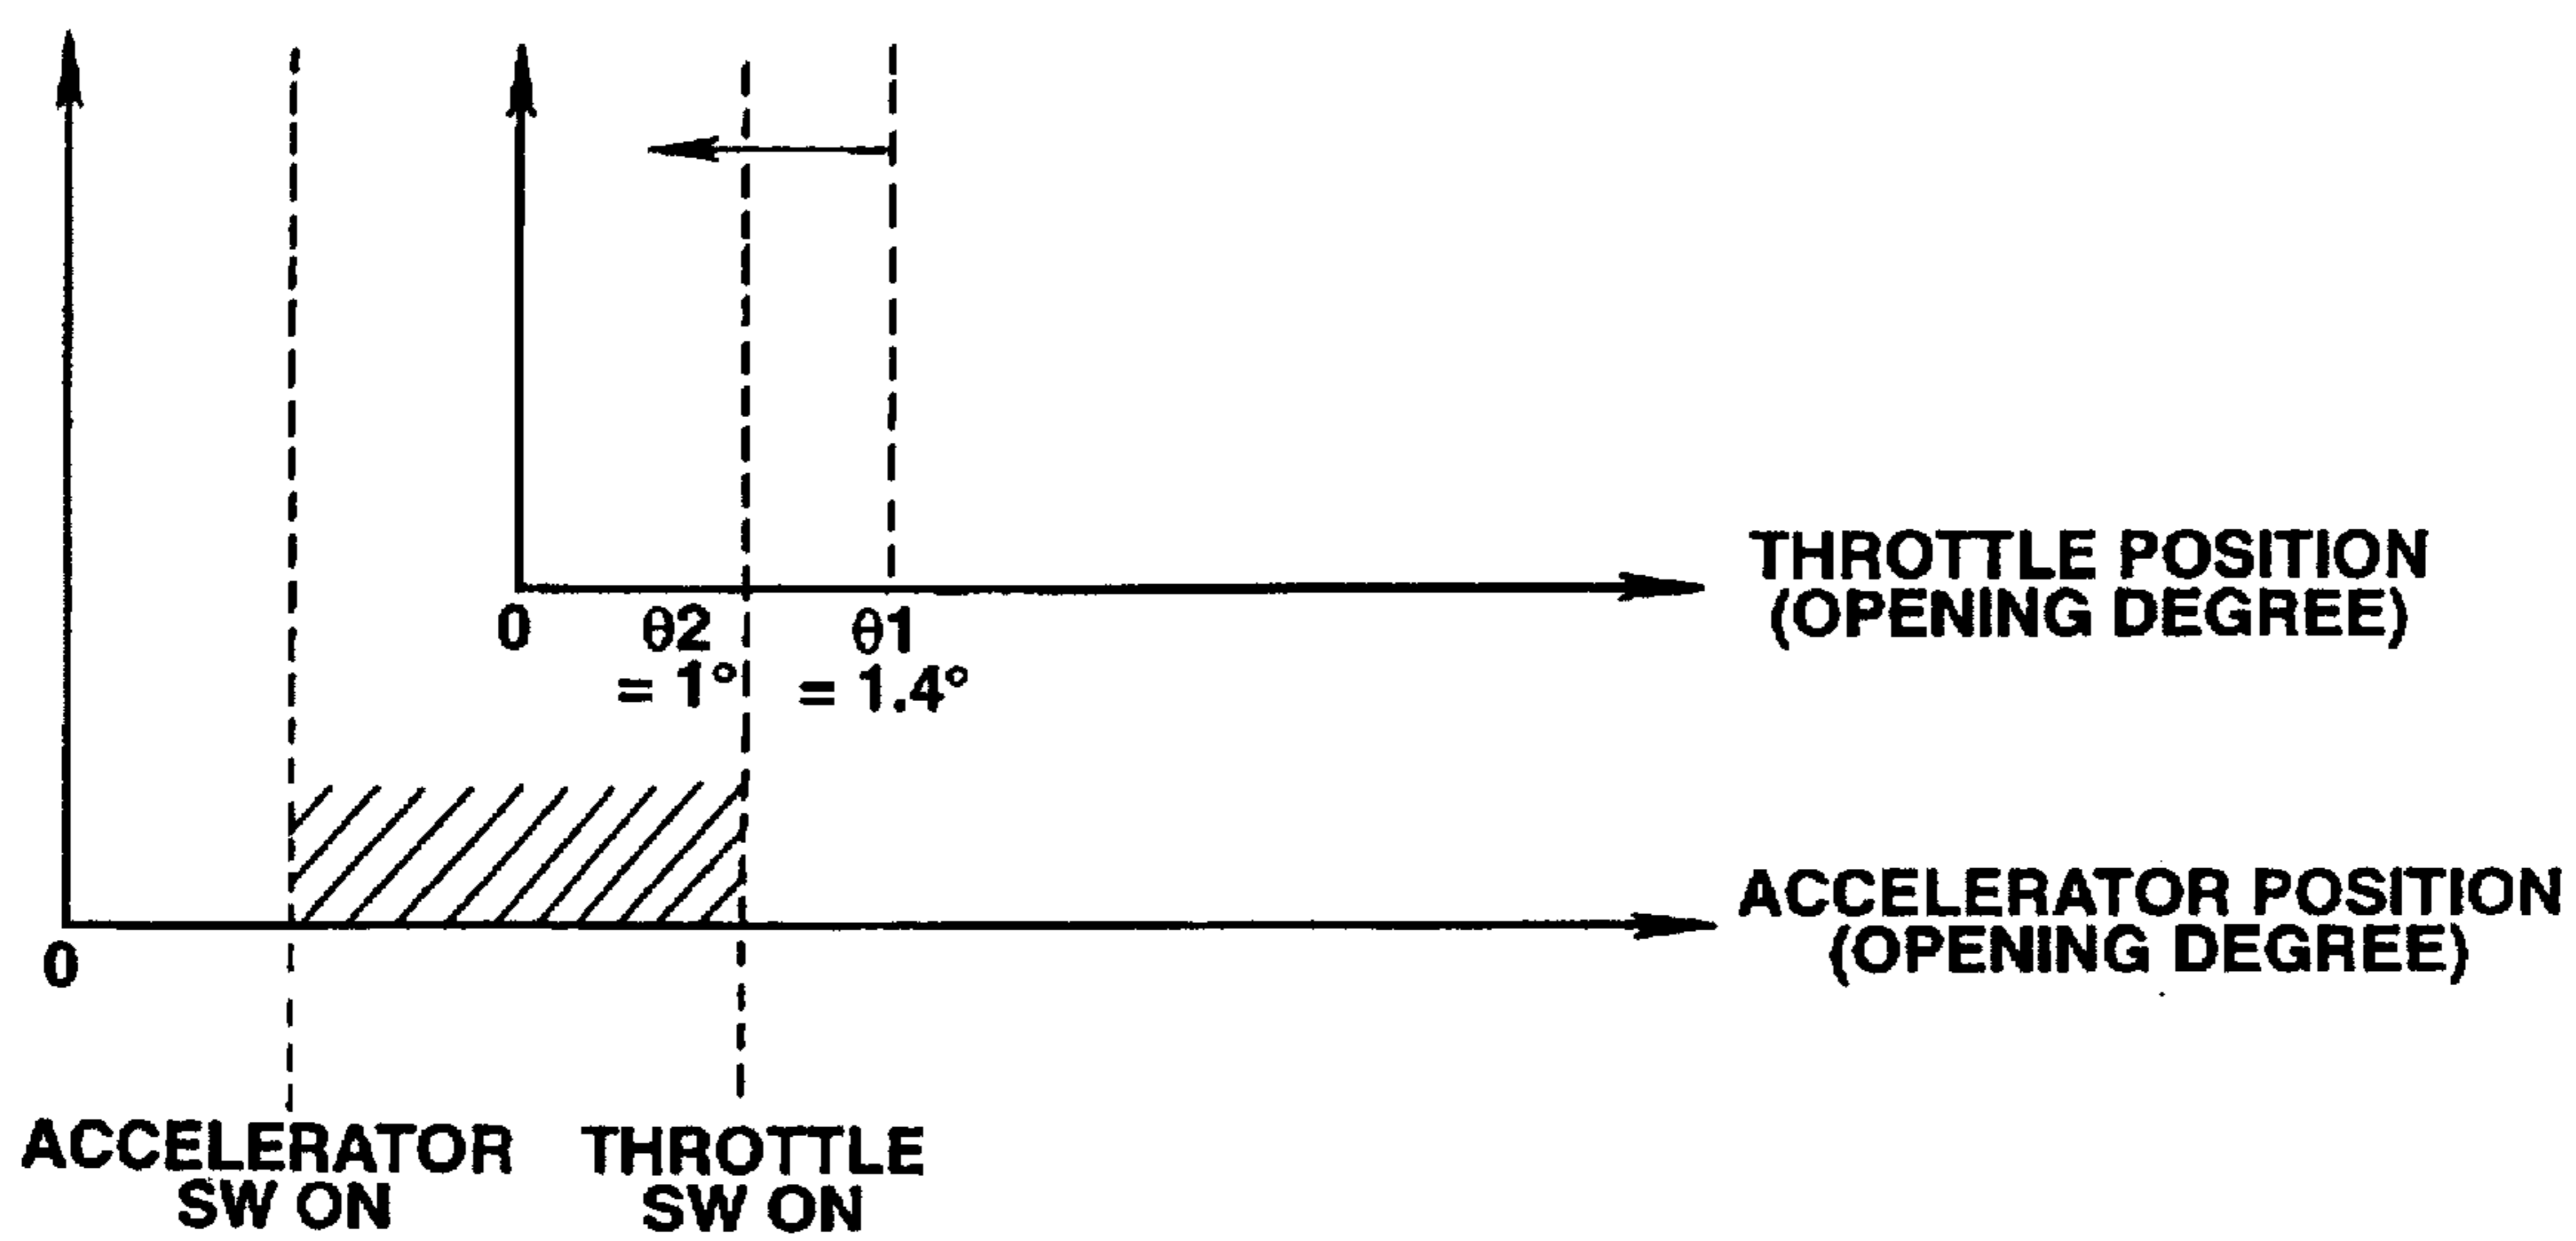 THROTTLE POSITION
(OPENING DEGREE)
0 θ2 θ1
= 1° = 1.4°
ACCELERATOR POSITION
(OPENING DEGREE)
0
ACCELERATOR
SW ON
THROTTLE
SW ON